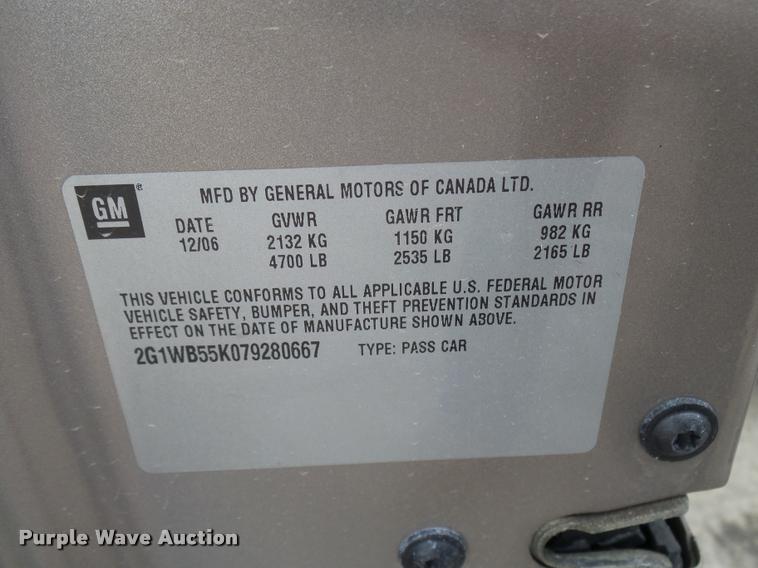 GM®
MFD BY GENERAL MOTORS OF CANADA LTD.
DATE GVWR GAWR FRT GAWR RR
12/06 2132 KG 1150 KG 982 KG
4700 LB 2535 LB 2165 LB
THIS VEHICLE CONFORMS TO ALL APPLICABLE U.S. FEDERAL MOTOR
VEHICLE SAFETY, BUMPER, AND THEFT PREVENTION STANDARDS IN
EFFECT ON THE DATE OF MANUFACTURE SHOWN ABOVE.
2G1WB55K079280667 TYPE: PASS CAR
Purple Wave Auction